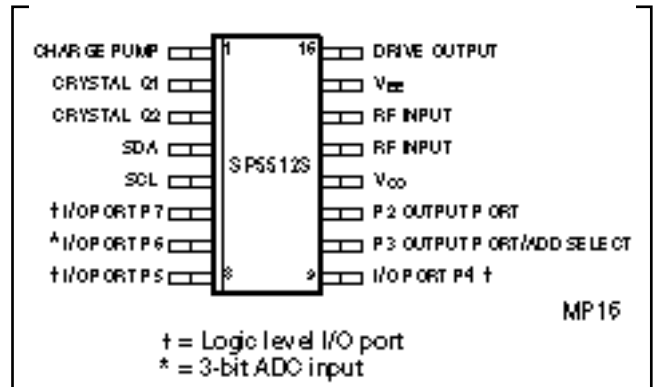 CHARGE PUMP 1 16 DRIVE OUTPUT
CRYSTAL Q1 VEE
CRYSTAL Q2 RF INPUT
SDA RF INPUT
SP5512S
SCL VCC
†I/O PORT P7 P2 OUTPUT PORT
*I/O PORT P6 P3 OUTPUT PORT/ADD SELECT
†I/O PORT P5 8 9 I/O PORT P4 †
MP16
† = Logic level I/O port
* = 3-bit ADC input